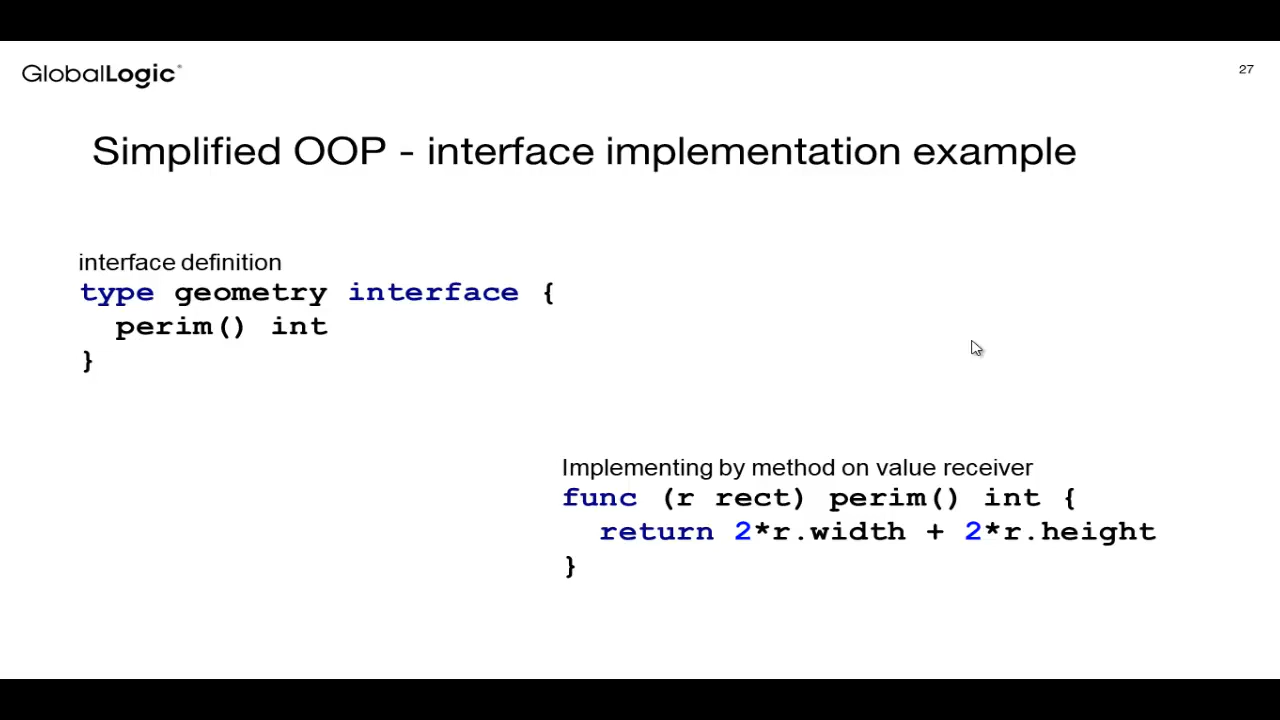 GlobalLogic
27
Simplified OOP - interface implementation example
interface definition
type geometry interface {
  perim() int
}
Implementing by method on value receiver
func (r rect) perim() int {
  return 2*r.width + 2*r.height
}